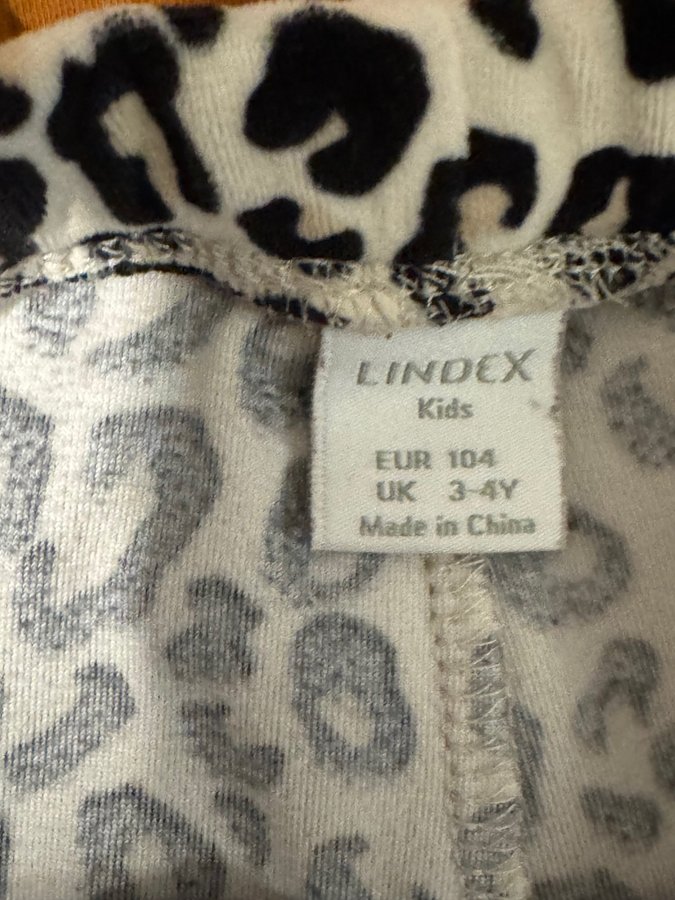 LINDEX
Kids
EUR 104
UK 3-4Y
Made in China